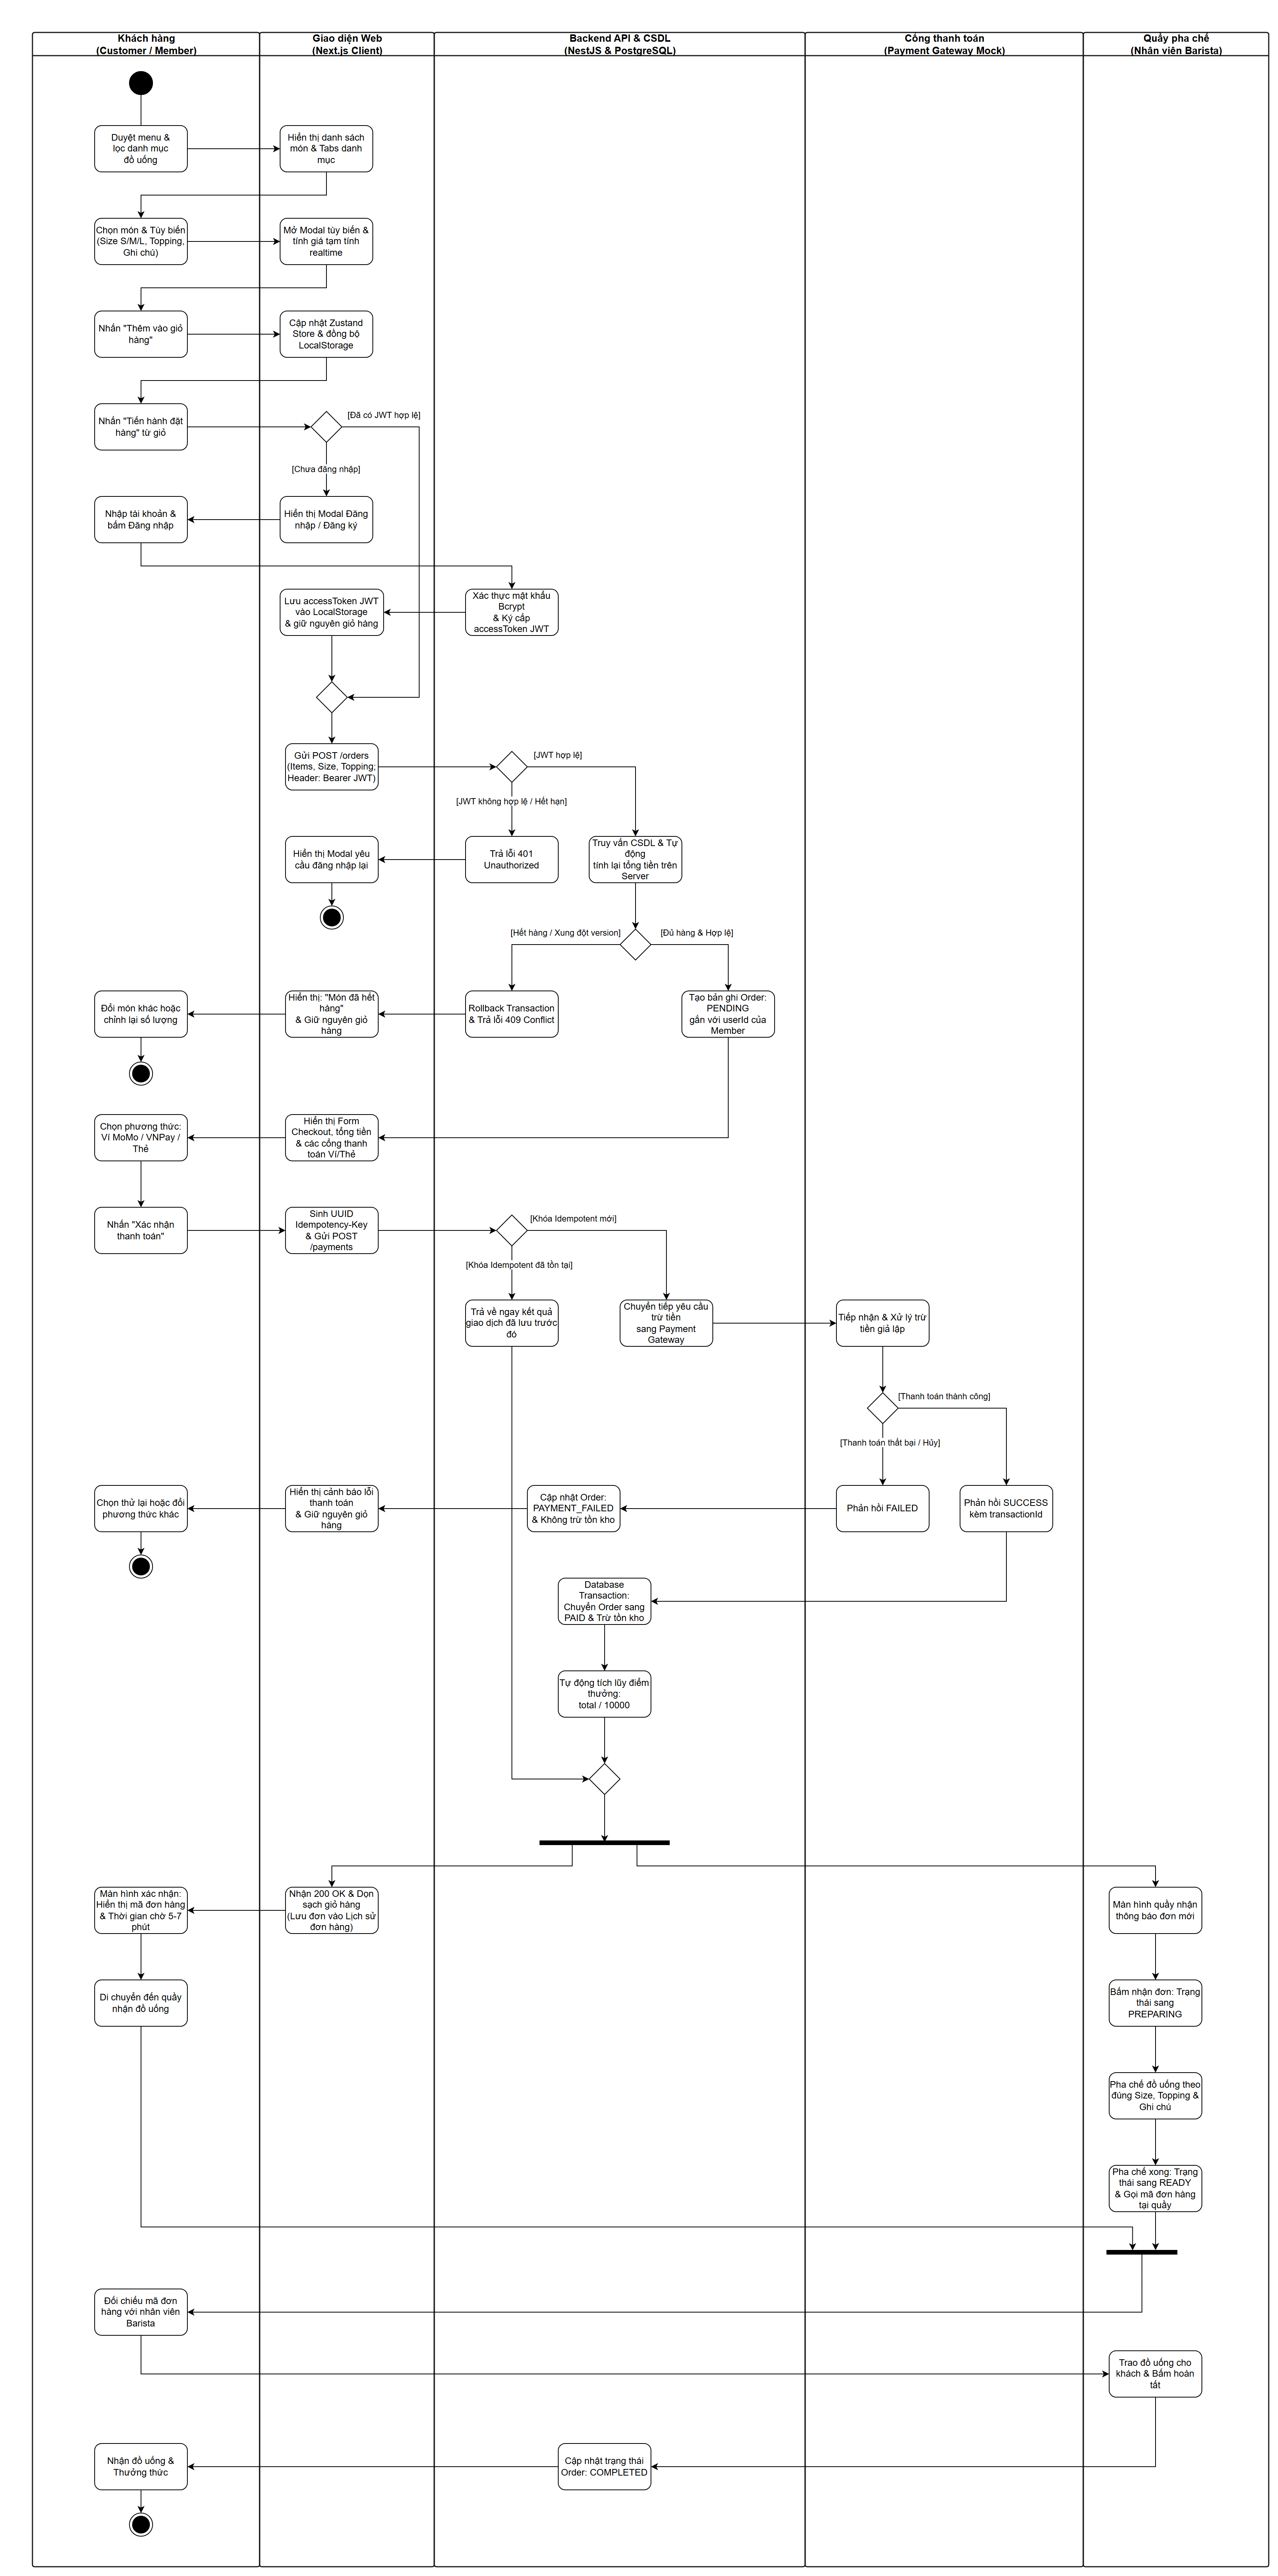 Khách hàng
(Customer / Member)
Giao diện Web
(Next.js Client)
Backend API & CSDL
(NestJS & PostgreSQL)
Cổng thanh toán
(Payment Gateway Mock)
Quầy pha chế
(Nhân viên Barista)
Duyệt menu &
lọc danh mục
đồ uống
Hiển thị danh sách
món & Tabs danh
mục
Chọn món & Tùy biến
(Size S/M/L, Topping,
Ghi chú)
Mở Modal tùy biến &
tính giá tạm tính
realtime
Nhấn "Thêm vào giỏ
hàng"
Cập nhật Zustand
Store & đồng bộ
LocalStorage
Nhấn "Tiến hành đặt
hàng" từ giỏ
[Đã có JWT hợp lệ]
[Chưa đăng nhập]
Nhập tài khoản &
bấm Đăng nhập
Hiển thị Modal Đăng
nhập / Đăng ký
Lưu accessToken JWT
vào LocalStorage
& giữ nguyên giỏ hàng
Xác thực mật khẩu
Bcrypt
& Ký cấp
accessToken JWT
Gửi POST /orders
(Items, Size, Topping;
Header: Bearer JWT)
[JWT hợp lệ]
[JWT không hợp lệ / Hết hạn]
Hiển thị Modal yêu
cầu đăng nhập lại
Trả lỗi 401
Unauthorized
Truy vấn CSDL & Tự
động
tính lại tổng tiền trên
Server
[Hết hàng / Xung đột version]
[Đủ hàng & Hợp lệ]
Đổi món khác hoặc
chỉnh lại số lượng
Hiển thị: "Món đã hết
hàng"
& Giữ nguyên giỏ
hàng
Rollback Transaction
& Trả lỗi 409 Conflict
Tạo bản ghi Order:
PENDING
gắn với userId của
Member
Chọn phương thức:
Ví MoMo / VNPay /
Thẻ
Hiển thị Form
Checkout, tổng tiền
& các cổng thanh
toán Ví/Thẻ
Nhấn "Xác nhận
thanh toán"
Sinh UUID
Idempotency-Key
& Gửi POST
/payments
[Khóa Idempotent mới]
[Khóa Idempotent đã tồn tại]
Trả về ngay kết quả
giao dịch đã lưu trước
đó
Chuyển tiếp yêu cầu
trừ tiền
sang Payment
Gateway
Tiếp nhận & Xử lý trừ
tiền giả lập
[Thanh toán thành công]
[Thanh toán thất bại / Hủy]
Chọn thử lại hoặc đổi
phương thức khác
Hiển thị cảnh báo lỗi
thanh toán
& Giữ nguyên giỏ
hàng
Cập nhật Order:
PAYMENT_FAILED
& Không trừ tồn kho
Phản hồi FAILED
Phản hồi SUCCESS
kèm transactionId
Database
Transaction:
Chuyển Order sang
PAID & Trừ tồn kho
Tự động tích lũy điểm
thưởng:
total / 10000
Màn hình xác nhận:
Hiển thị mã đơn hàng
& Thời gian chờ 5-7
phút
Nhận 200 OK & Dọn
sạch giỏ hàng
(Lưu đơn vào Lịch sử
đơn hàng)
Màn hình quầy nhận
thông báo đơn mới
Di chuyển đến quầy
nhận đồ uống
Bấm nhận đơn: Trạng
thái sang
PREPARING
Pha chế đồ uống theo
đúng Size, Topping &
Ghi chú
Pha chế xong: Trạng
thái sang READY
& Gọi mã đơn hàng
tại quầy
Đối chiếu mã đơn
hàng với nhân viên
Barista
Trao đồ uống cho
khách & Bấm hoàn
tất
Nhận đồ uống &
Thưởng thức
Cập nhật trạng thái
Order: COMPLETED